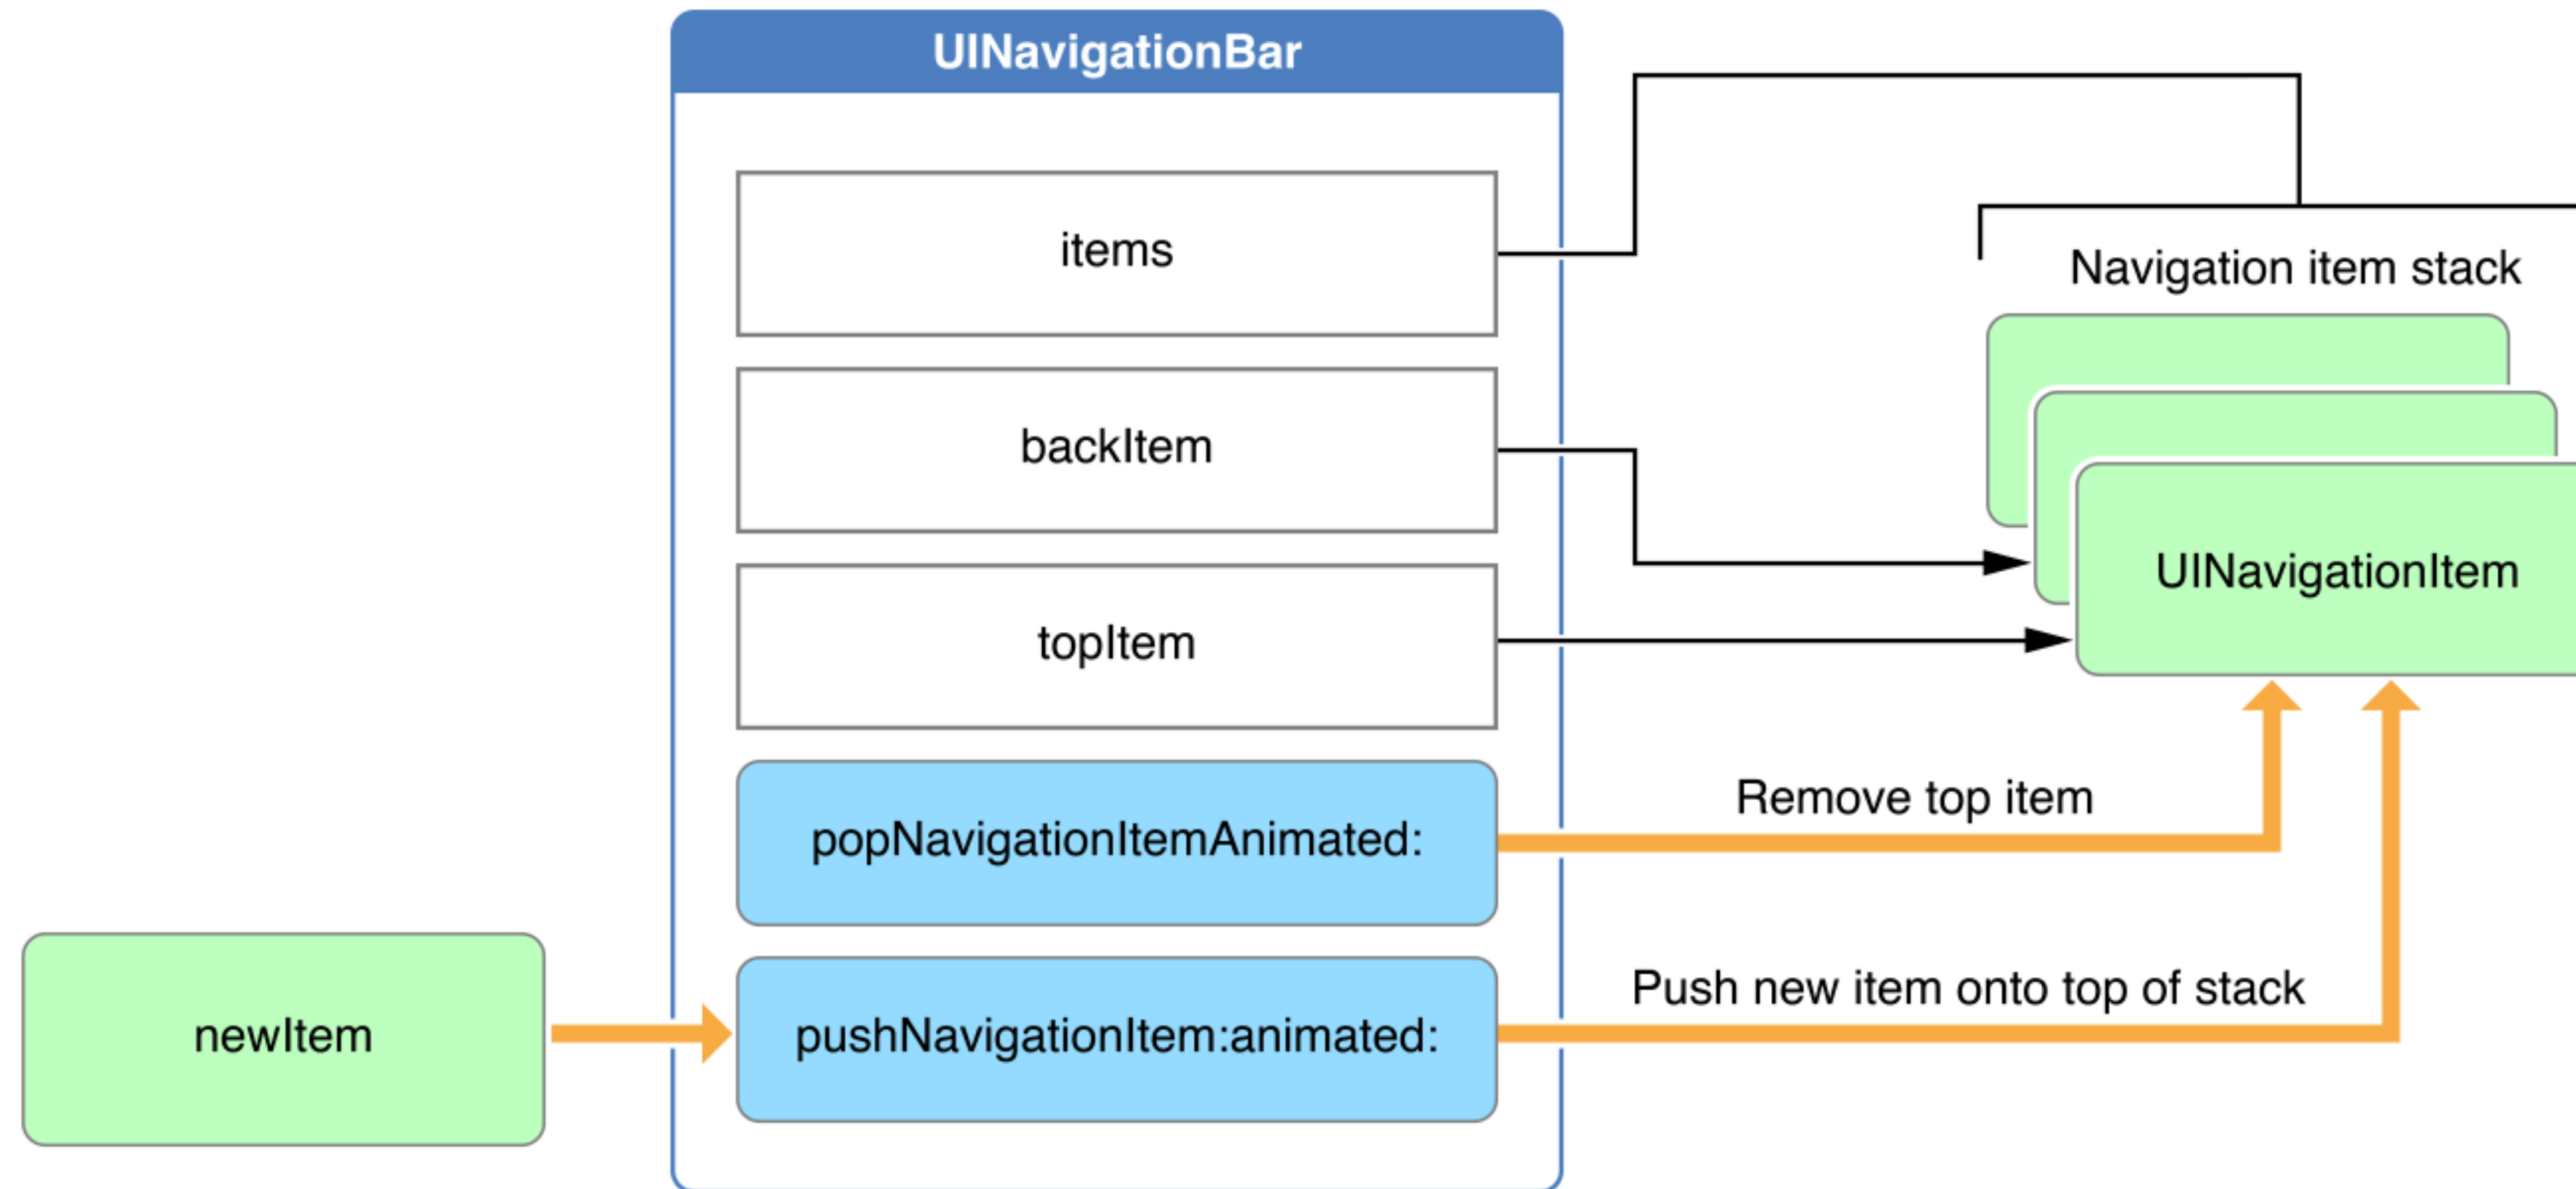 UINavigationBar
items
Navigation item stack
backItem
UINavigationItem
topItem
popNavigationItemAnimated:
Remove top item
newItem
pushNavigationItem:animated:
Push new item onto top of stack